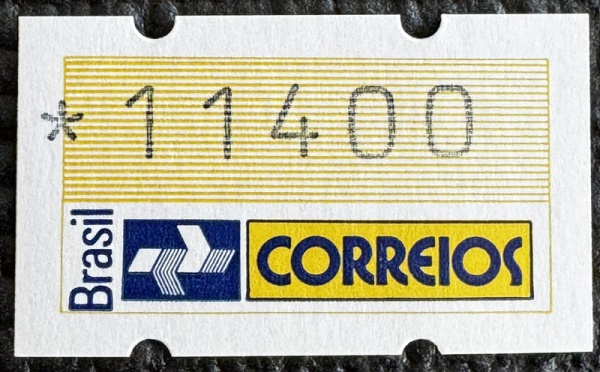 *11400
Brasil
CORREIOS